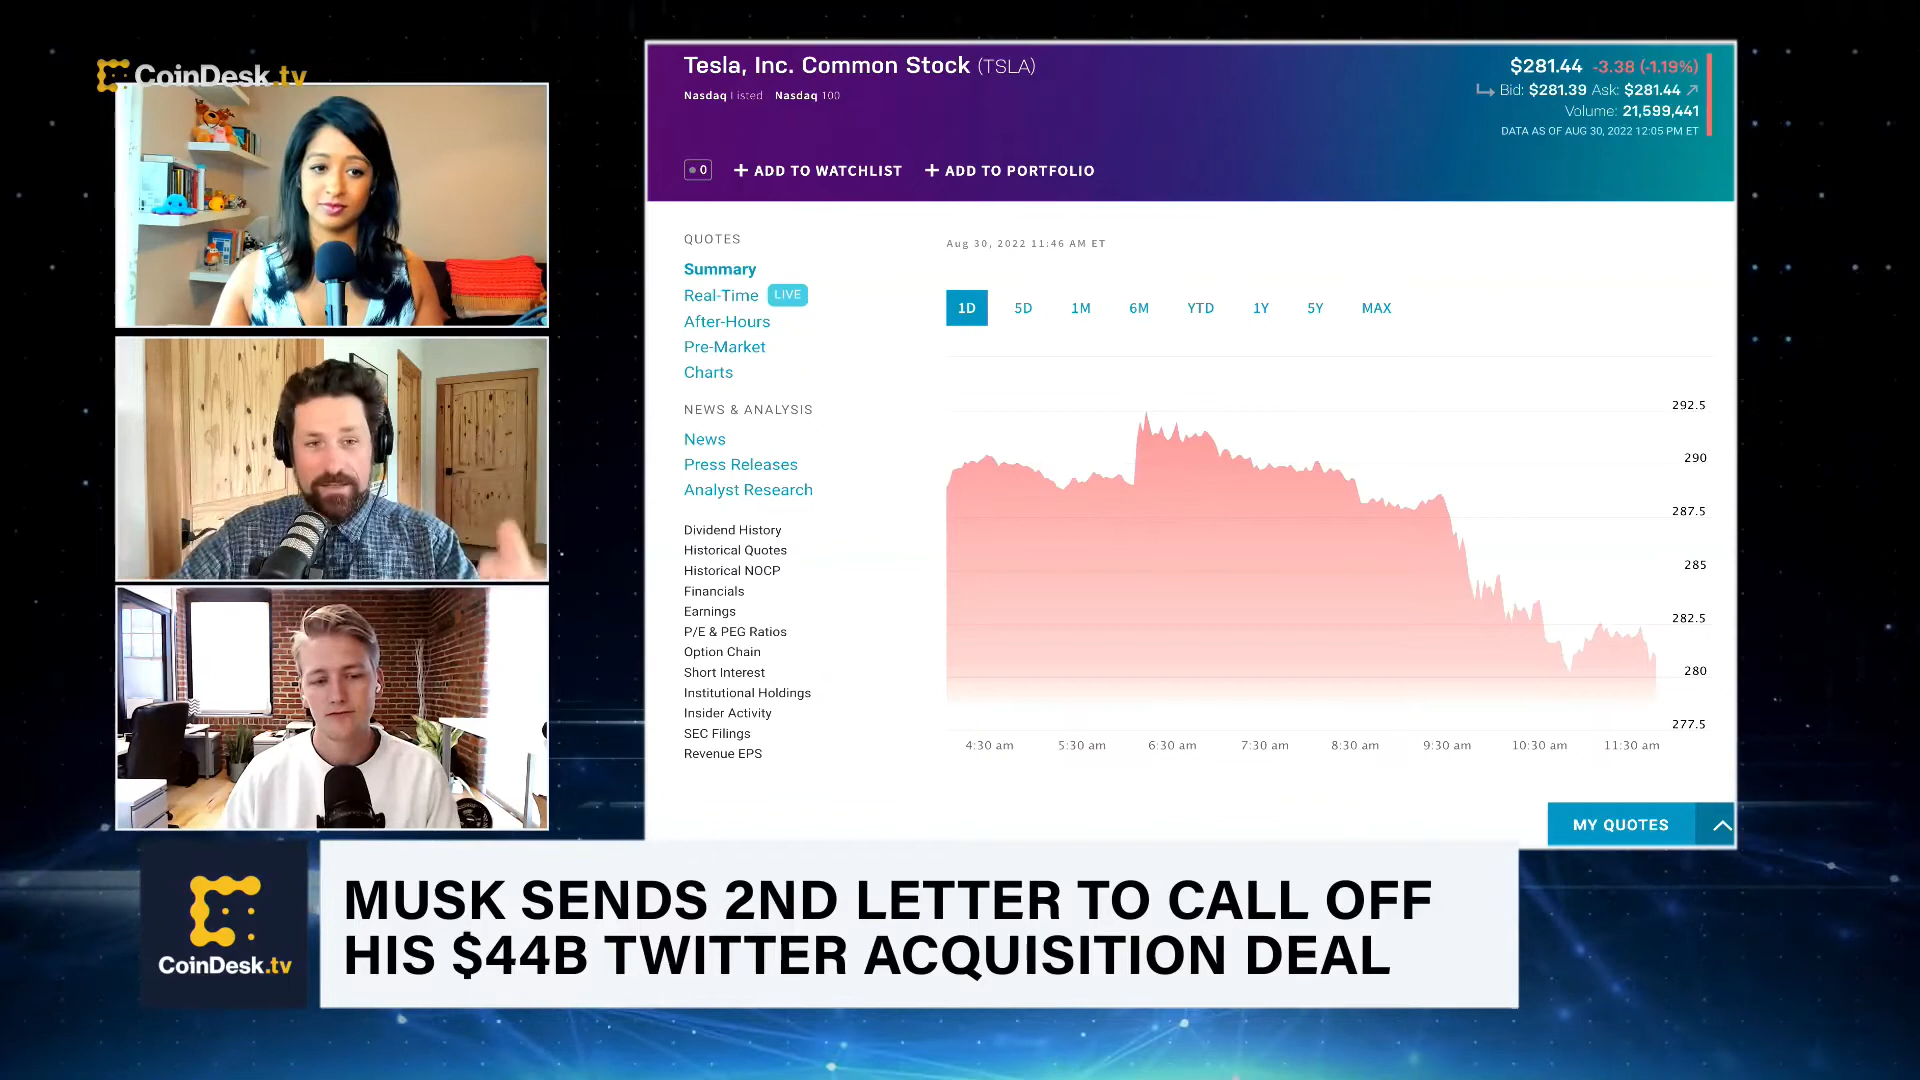 CoinDesk.tv
Tesla, Inc. Common Stock (TSLA)
Nasdaq Listed Nasdaq 100
$281.44 -3.38 (-1.19%)
Bid: $281.39 Ask: $281.44
Volume: 21,599,441
DATA AS OF AUG 30, 2022 12:05 PM ET
0 + ADD TO WATCHLIST + ADD TO PORTFOLIO
QUOTES
Summary
Real-Time LIVE
After-Hours
Pre-Market
Charts
NEWS & ANALYSIS
News
Press Releases
Analyst Research
Dividend History
Historical Quotes
Historical NOCP
Financials
Earnings
P/E & PEG Ratios
Option Chain
Short Interest
Institutional Holdings
Insider Activity
SEC Filings
Revenue EPS
Aug 30, 2022 11:46 AM ET
1D 5D 1M 6M YTD 1Y 5Y MAX
292.5
290
287.5
285
282.5
280
277.5
4:30 am 5:30 am 6:30 am 7:30 am 8:30 am 9:30 am 10:30 am 11:30 am
MY QUOTES
CoinDesk.tv
MUSK SENDS 2ND LETTER TO CALL OFF
HIS $44B TWITTER ACQUISITION DEAL